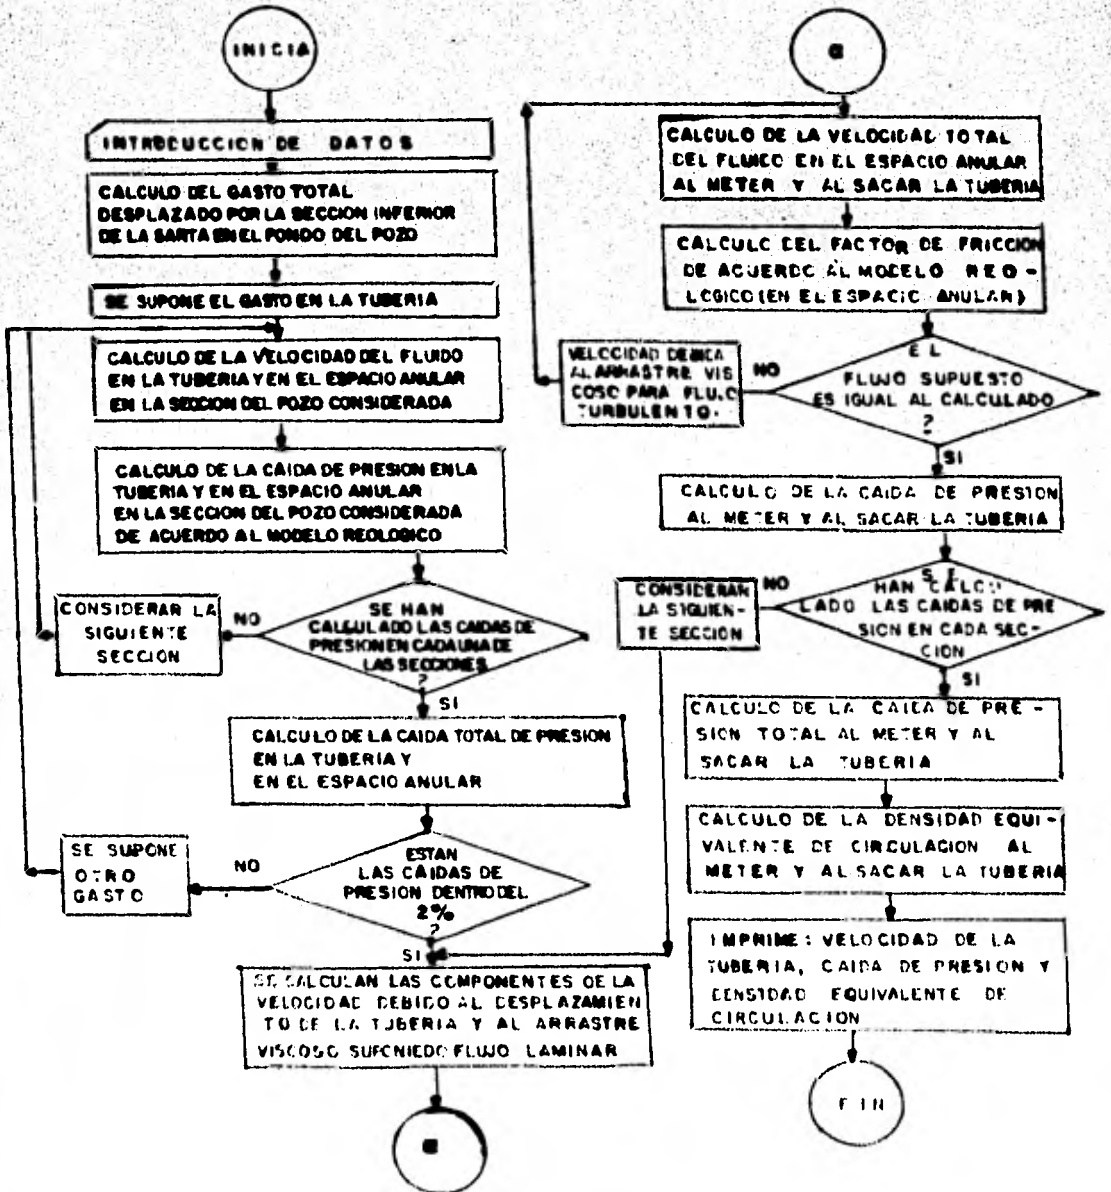 INICIA
INTRODUCCION DE DATOS
CALCULO DEL GASTO TOTAL
DESPLAZADO POR LA SECCION INFERIOR
DE LA SARTA EN EL FONDO DEL POZO
SE SUPONE EL GASTO EN LA TUBERIA
CALCULO DE LA VELOCIDAD DEL FLUIDO
EN LA TUBERIA Y EN EL ESPACIO ANULAR
EN LA SECCION DEL POZO CONSIDERADA
CALCULO DE LA CAIDA DE PRESION EN LA
TUBERIA Y EN EL ESPACIO ANULAR
EN LA SECCION DEL POZO CONSIDERADA
DE ACUERDO AL MODELO REOLOGICO
CONSIDERAR LA
SIGUIENTE
SECCION
NO
SE HAN
CALCULADO LAS CAIDAS DE
PRESION EN CADA UNA DE
LAS SECCIONES
?
SI
CALCULO DE LA CAIDA TOTAL DE PRESION
EN LA TUBERIA Y
EN EL ESPACIO ANULAR
SE SUPONE
OTRO
GASTO
NO
ESTAN
LAS CAIDAS DE
PRESION DENTRO DEL
2%
?
SI
SE CALCULAN LAS COMPONENTES DE LA
VELOCIDAD DEBIDO AL DESPLAZAMIEN
TO DE LA TUBERIA Y AL ARRASTRE
VISCOSO SUPONIEDO FLUJO LAMINAR
CALCULO DE LA VELOCIDAD TOTAL
DEL FLUIDO EN EL ESPACIO ANULAR
AL METER Y AL SACAR LA TUBERIA
CALCULO DEL FACTOR DE FRICCION
DE ACUERDO AL MODELO REO-
LOGICO (EN EL ESPACIO ANULAR)
VELOCIDAD DEBIDA
AL ARRASTRE VIS
COSO PARA FLUJO
TURBULENTO.
NO
EL
FLUJO SUPUESTO
ES IGUAL AL CALCULADO
?
SI
CALCULO DE LA CAIDA DE PRESION
AL METER Y AL SACAR LA TUBERIA
CONSIDERAR
LA SIGUIEN-
TE SECCION
NO
SE
HAN CALCU
LADO LAS CAIDAS DE PRE
SION EN CADA SEC-
CION
SI
CALCULO DE LA CAIDA DE PRE-
SION TOTAL AL METER Y AL
SACAR LA TUBERIA
CALCULO DE LA DENSIDAD EQUI-
VALENTE DE CIRCULACION AL
METER Y AL SACAR LA TUBERIA
IMPRIME: VELOCIDAD DE LA
TUBERIA, CAIDA DE PRESION Y
DENSIDAD EQUIVALENTE DE
CIRCULACION
FIN